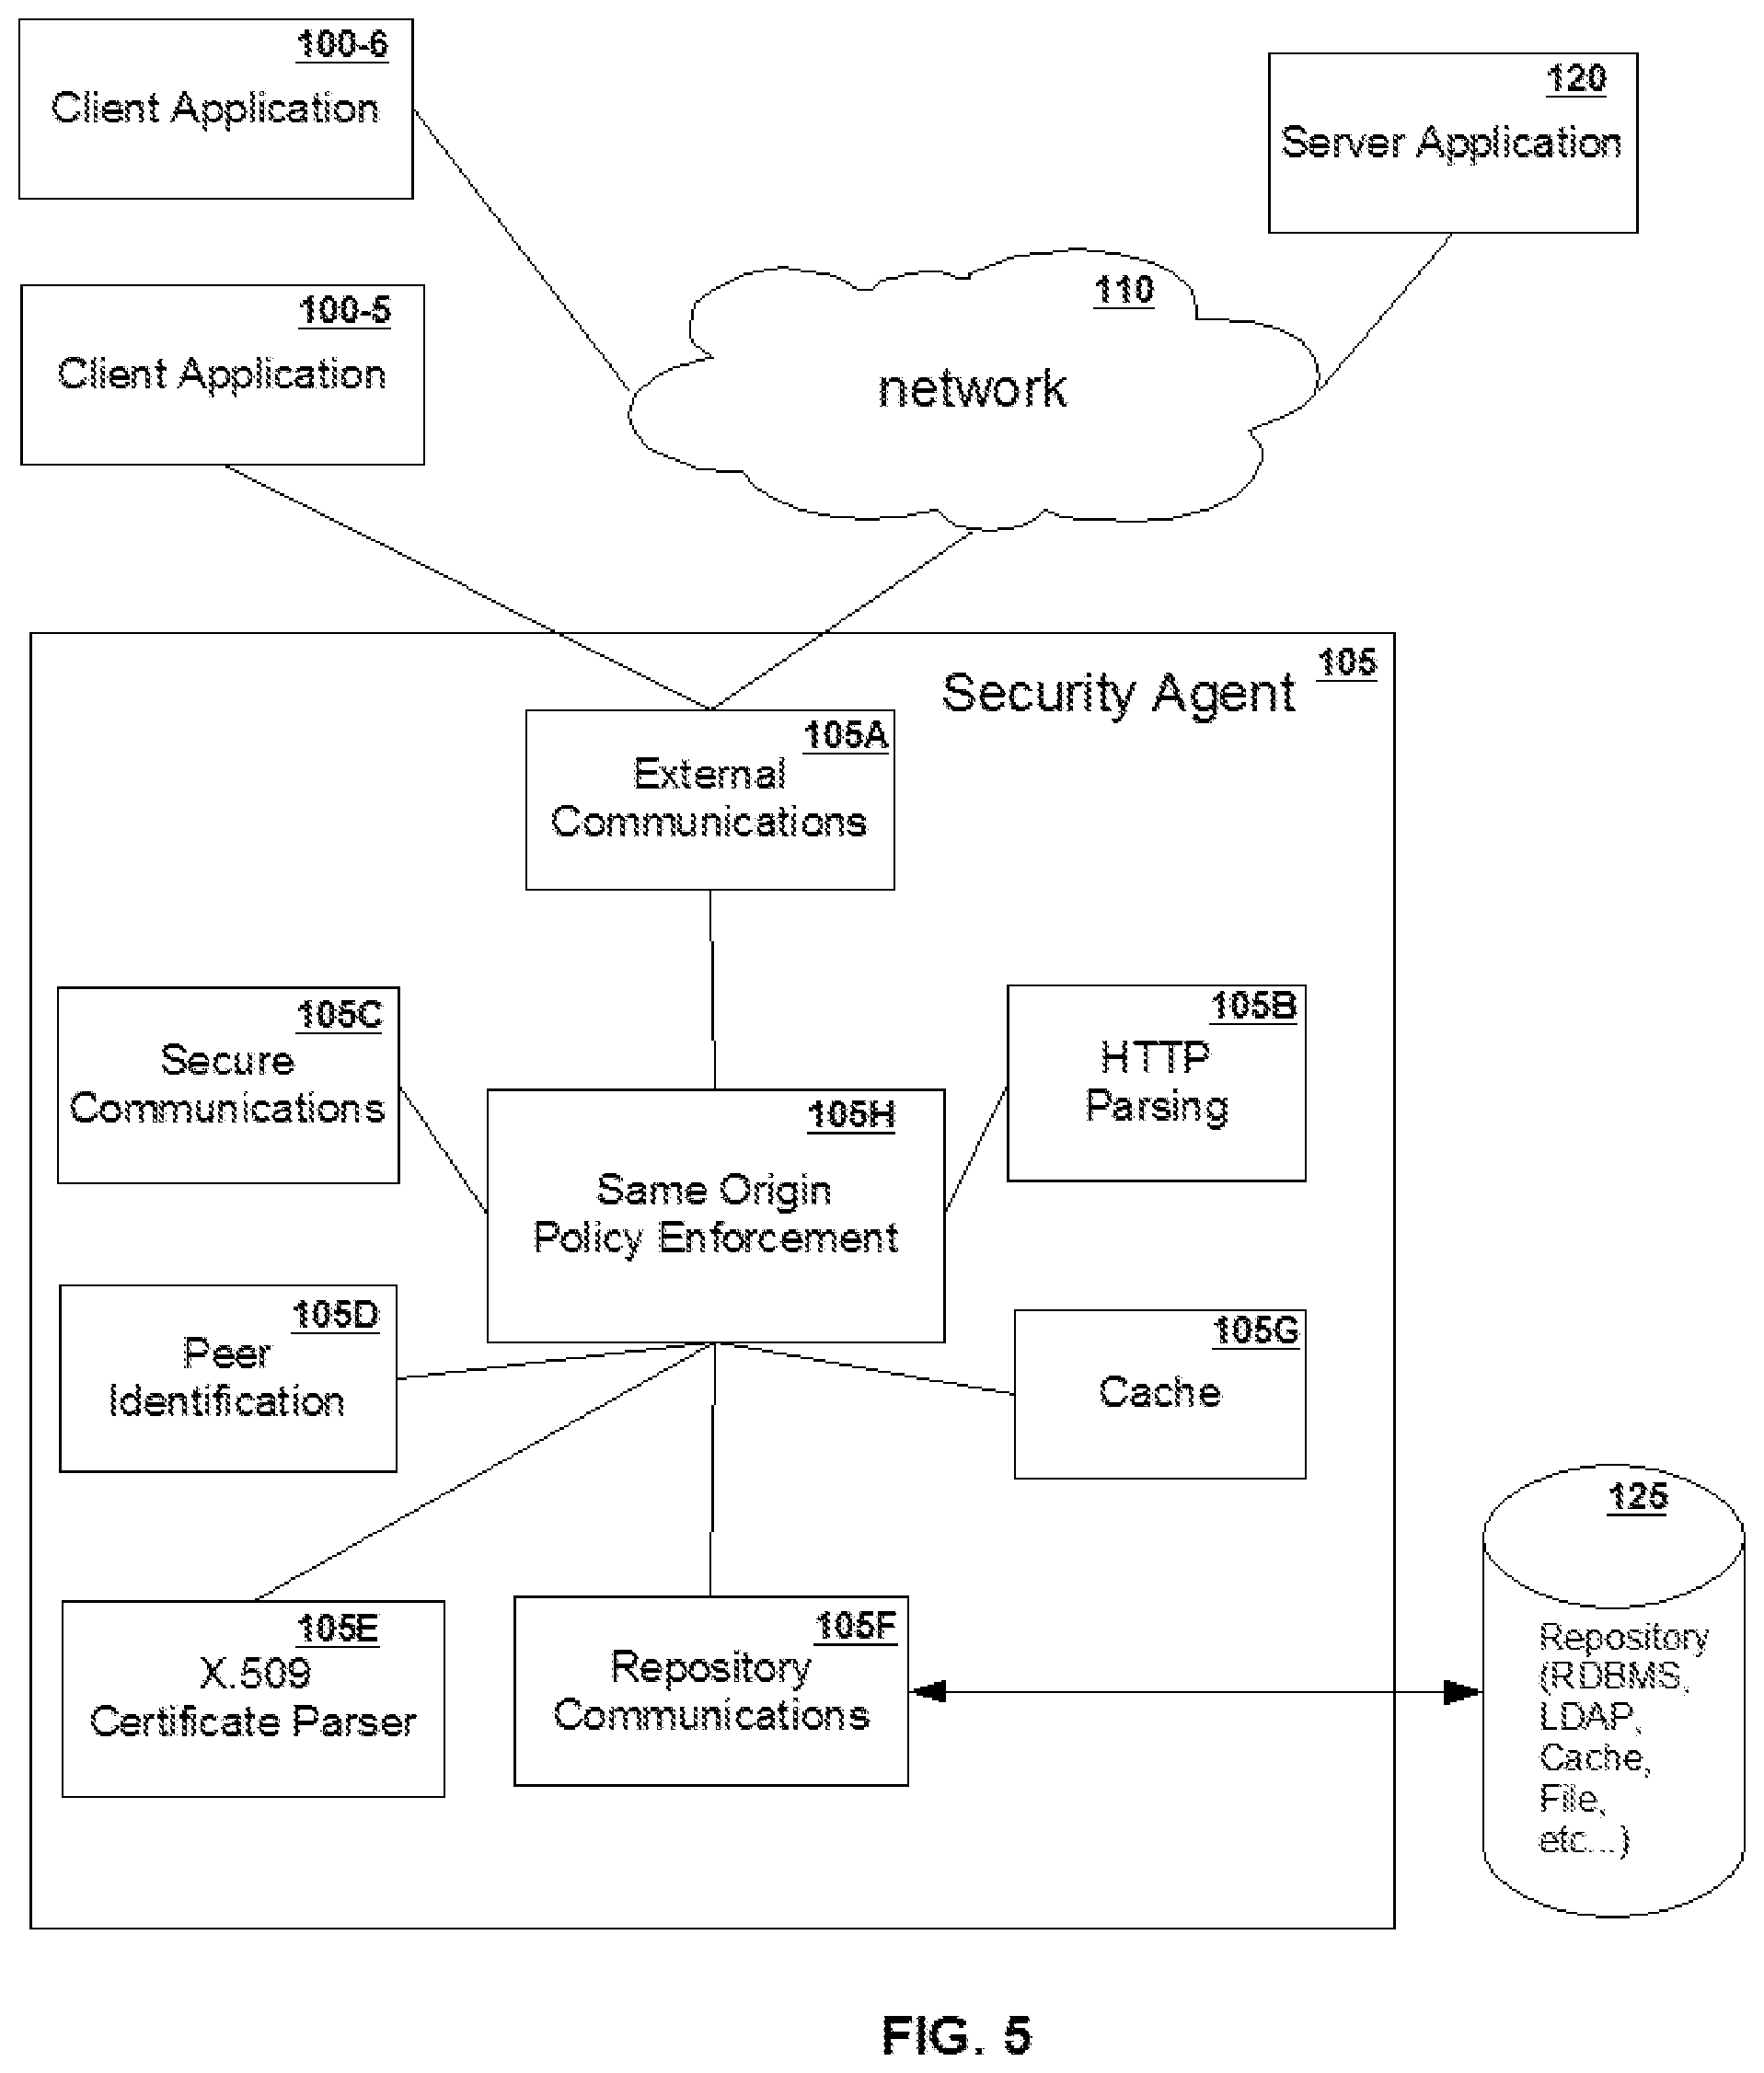 100-6
Client Application
120
Server Application
100-5
Client Application
110
network
105
Security Agent
105A
External
Communications
105C
Secure
Communications
105B
HTTP
Parsing
105H
Same Origin
Policy Enforcement
105D
Peer
Identification
105G
Cache
105E
X.509
Certificate Parser
105F
Repository
Communications
125
Repository
(RDBMS,
LDAP,
Cache,
File,
etc...)
FIG. 5